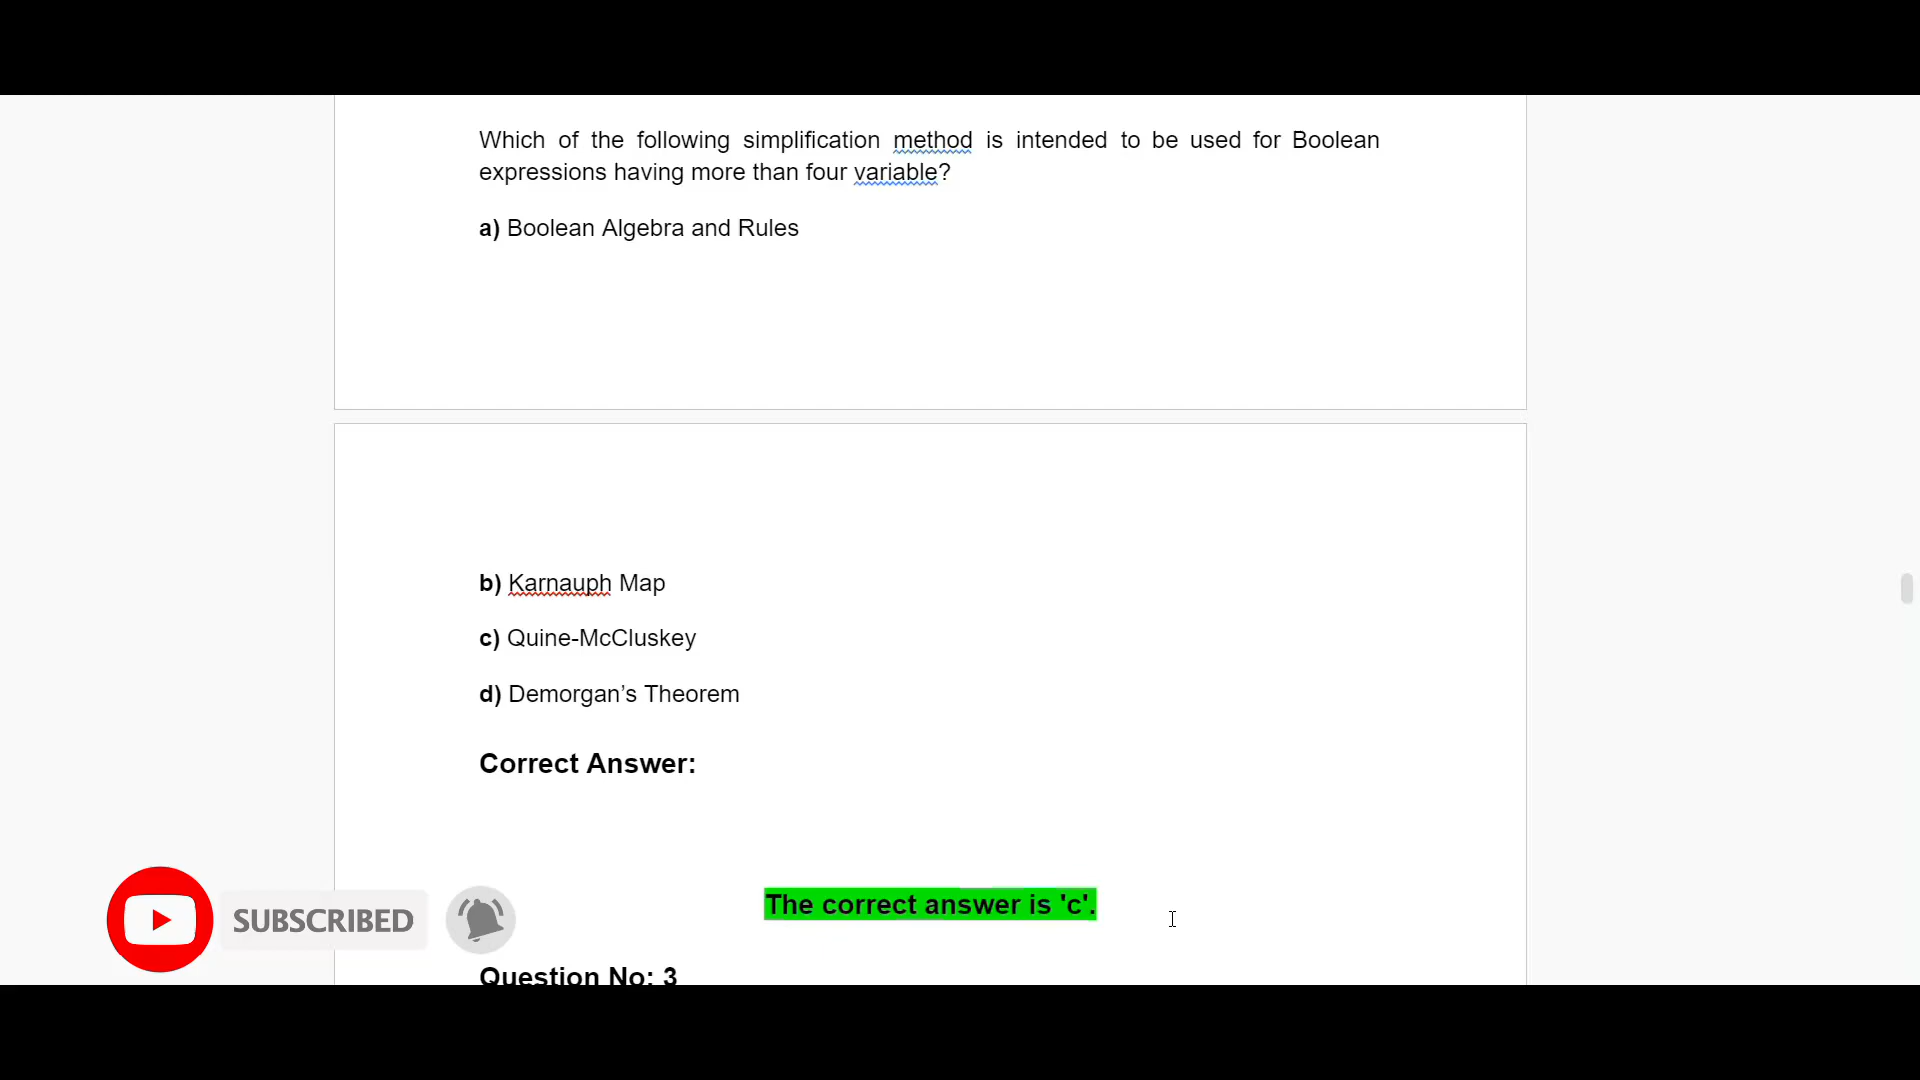 Which of the following simplification method is intended to be used for Boolean
expressions having more than four variable?
a) Boolean Algebra and Rules
b) Karnauph Map
c) Quine-McCluskey
d) Demorgan’s Theorem
Correct Answer:
The correct answer is 'c'.
SUBSCRIBED
Question No: 3